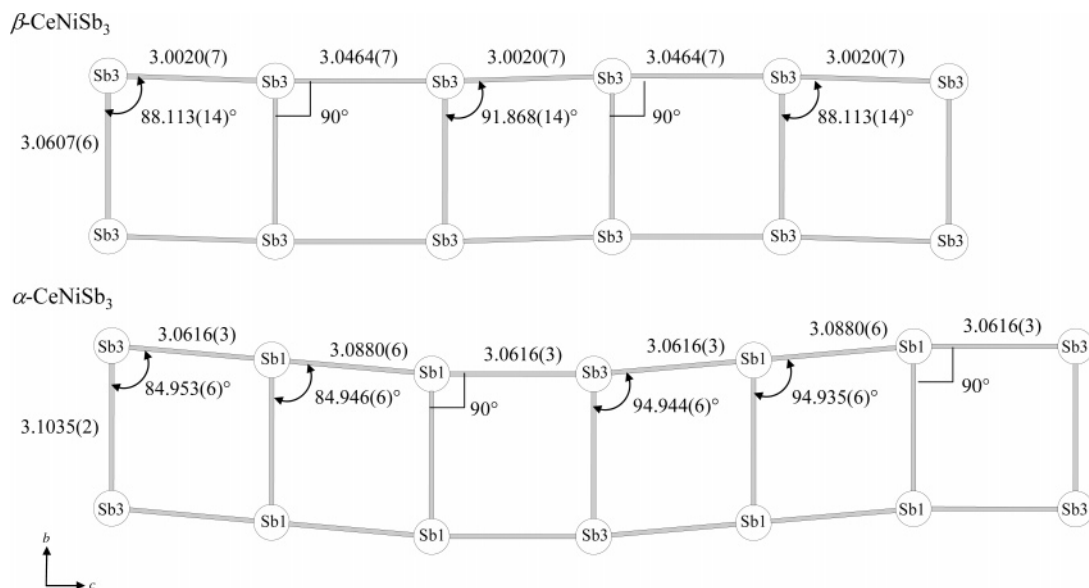 β-CeNiSb₃
3.0020(7) 3.0464(7) 3.0020(7) 3.0464(7) 3.0020(7)
Sb3 Sb3 Sb3 Sb3 Sb3 Sb3
88.113(14)° 90° 91.868(14)° 90° 88.113(14)°
3.0607(6)
Sb3 Sb3 Sb3 Sb3 Sb3 Sb3
α-CeNiSb₃
3.0616(3) 3.0880(6) 3.0616(3) 3.0616(3) 3.0880(6) 3.0616(3)
Sb3 Sb1 Sb1 Sb3 Sb1 Sb1 Sb3
84.953(6)° 84.946(6)° 90° 94.944(6)° 94.935(6)° 90°
3.1035(2)
Sb3 Sb1 Sb1 Sb3 Sb1 Sb1 Sb3
b
c